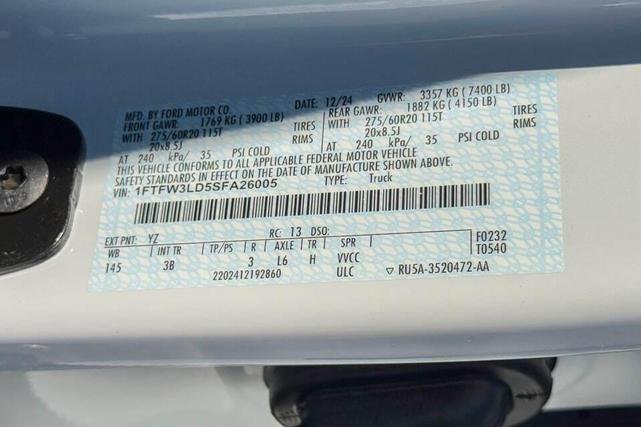 MFD. BY FORD MOTOR CO. DATE: 12/24 GVWR: 3357 KG (7400 LB)
FRONT GAWR: 1769 KG (3900 LB) REAR GAWR: 1882 KG (4150 LB)
WITH 275/60R20 115T TIRES WITH 275/60R20 115T TIRES
20x8.5J RIMS 20x8.5J RIMS
AT 240 kPa/ 35 PSI COLD AT 240 kPa/ 35 PSI COLD
THIS VEHICLE CONFORMS TO ALL APPLICABLE FEDERAL MOTOR VEHICLE
SAFETY STANDARDS IN EFFECT ON THE DATE OF MANUFACTURE SHOWN ABOVE.
VIN: 1FTFW3LD5SFA26005 TYPE: Truck
EXT PNT: YZ RC: 13 DSO: F0232
WB INT TR TP/PS R AXLE TR SPR T0540
145 3B 3 L6 H VVCC
2202412192860 ULC ▽ RU5A-3520472-AA